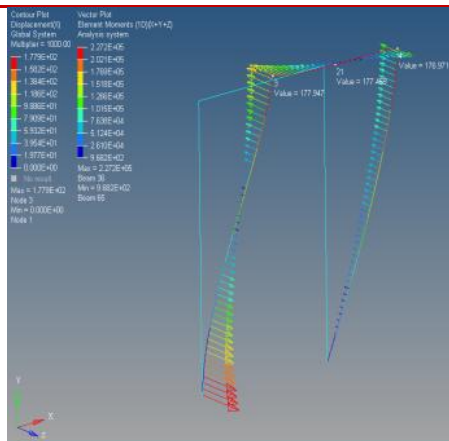 Contour Plot
Displacement(X)
Global System
Multiplier = 1000.00
1.779E+02
1.582E+02
1.384E+02
1.186E+02
9.886E+01
7.909E+01
5.932E+01
3.954E+01
1.977E+01
0.000E+00
No result
Max = 1.779E+02
Node 3
Min = 0.000E+00
Node 1
Vector Plot
Element Moments (1D)(X+Y+Z)
Analysis system
2.272E+05
2.021E+05
1.769E+05
1.518E+05
1.266E+05
1.015E+05
7.638E+04
5.124E+04
2.610E+04
9.662E+02
Max = 2.272E+05
Beam 36
Min = 9.662E+02
Beam 65
3
Value = 177.947
21
Value = 176.971
Y
X
Z